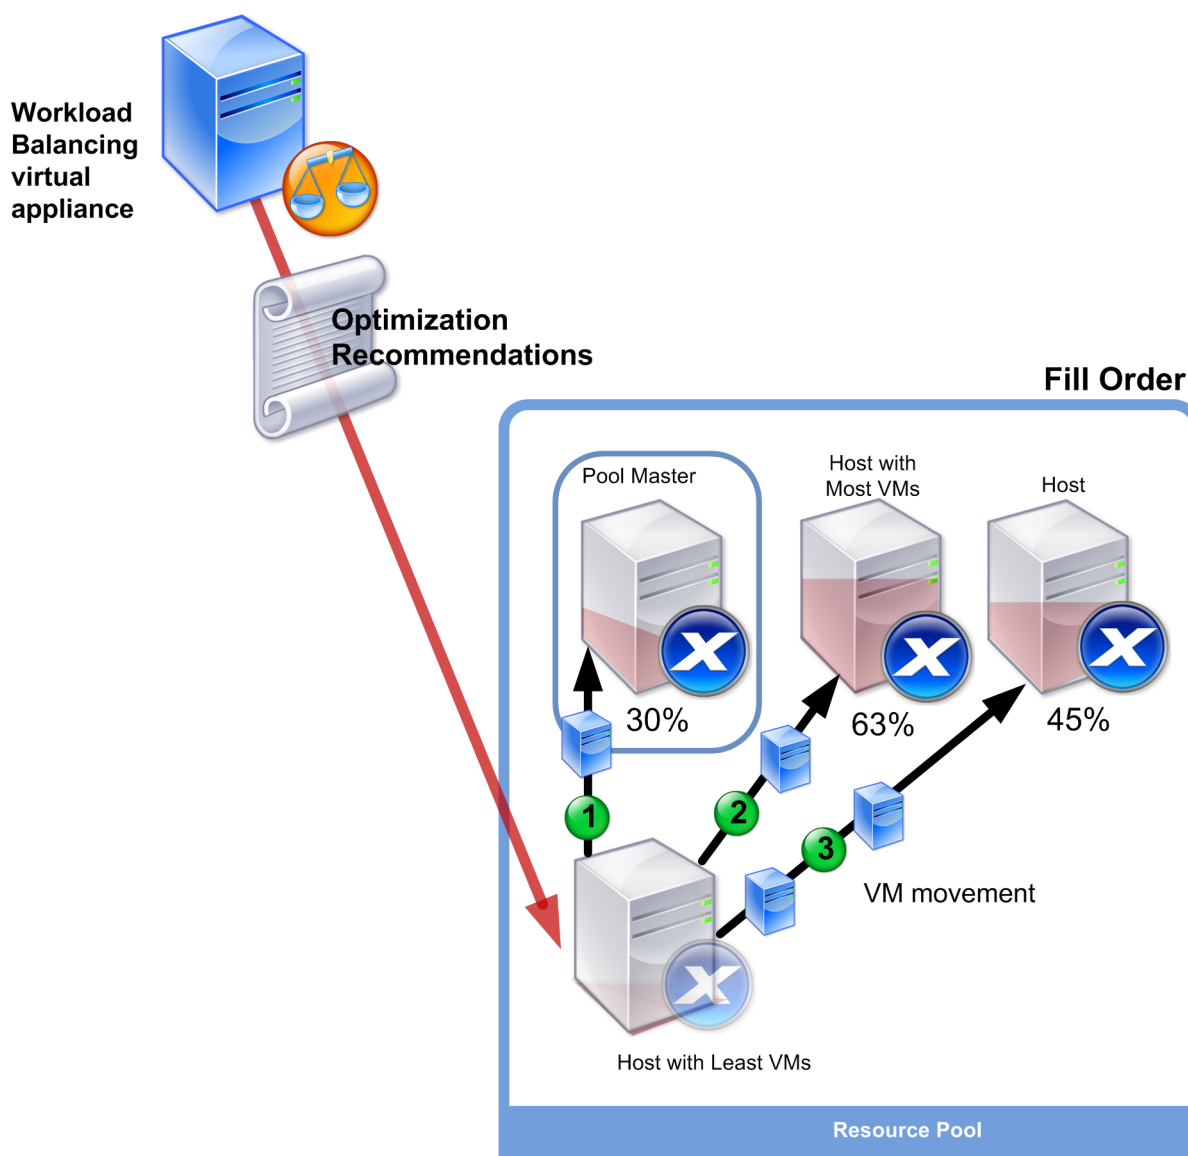 Workload
Balancing
virtual
appliance
Optimization
Recommendations
Fill Order
Pool Master
Host with
Most VMs
Host
X
X
X
30%
63%
45%
1
2
3
VM movement
X
Host with Least VMs
Resource Pool